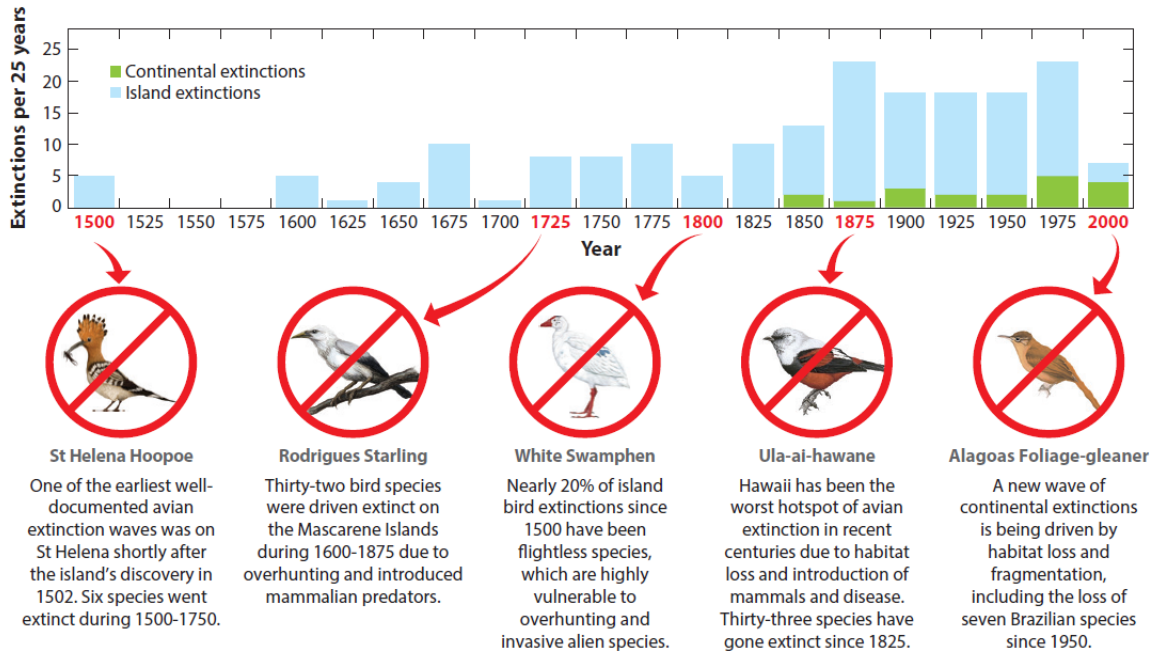 Extinctions per 25 years
25
20
15
10
5
0
Continental extinctions
Island extinctions
1500 1525 1550 1575 1600 1625 1650 1675 1700 1725 1750 1775 1800 1825 1850 1875 1900 1925 1950 1975 2000
Year
St Helena Hoopoe
One of the earliest well-
documented avian
extinction waves was on
St Helena shortly after
the island's discovery in
1502. Six species went
extinct during 1500-1750.
Rodrigues Starling
Thirty-two bird species
were driven extinct on
the Mascarene Islands
during 1600-1875 due to
overhunting and introduced
mammalian predators.
White Swamphen
Nearly 20% of island
bird extinctions since
1500 have been
flightless species,
which are highly
vulnerable to
overhunting and
invasive alien species.
Ula-ai-hawane
Hawaii has been the
worst hotspot of avian
extinction in recent
centuries due to habitat
loss and introduction of
mammals and disease.
Thirty-three species have
gone extinct since 1825.
Alagoas Foliage-gleaner
A new wave of
continental extinctions
is being driven by
habitat loss and
fragmentation,
including the loss of
seven Brazilian species
since 1950.